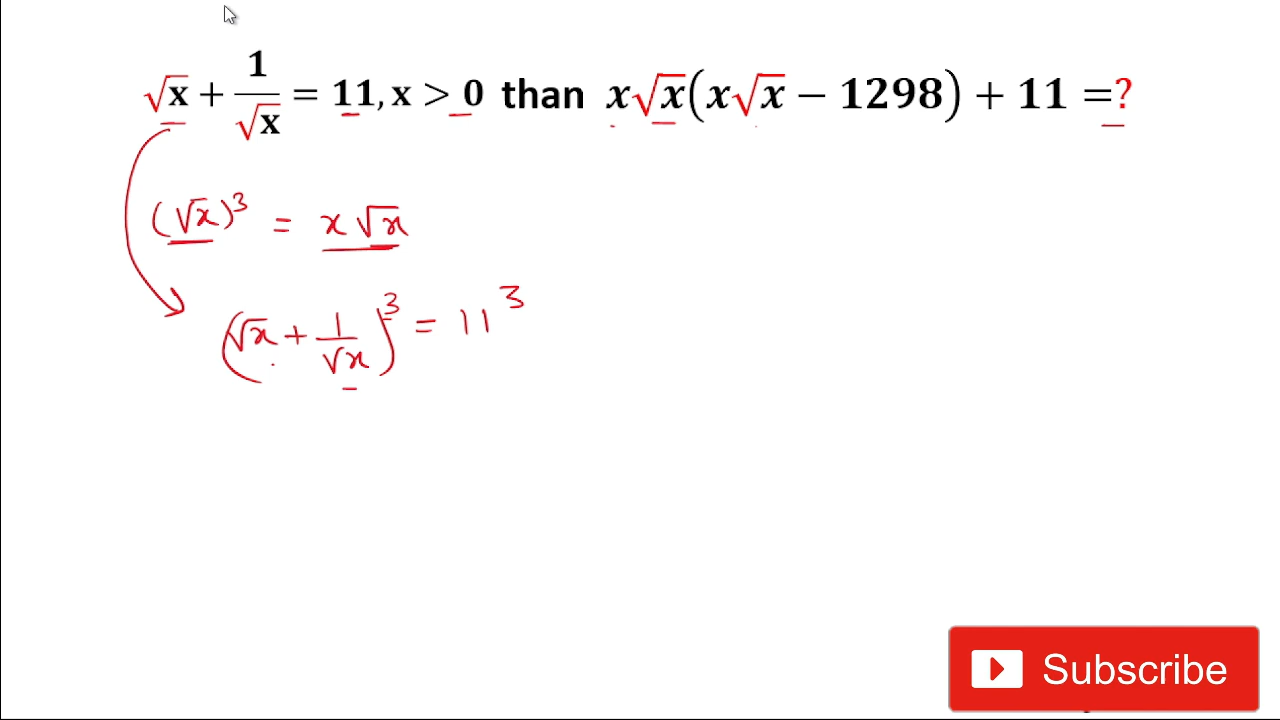 √x + 1/√x = 11, x > 0 than x√x(x√x − 1298) + 11 =?
(√x)³ = x√x
(√x + 1/√x)³ = 11³
Subscribe